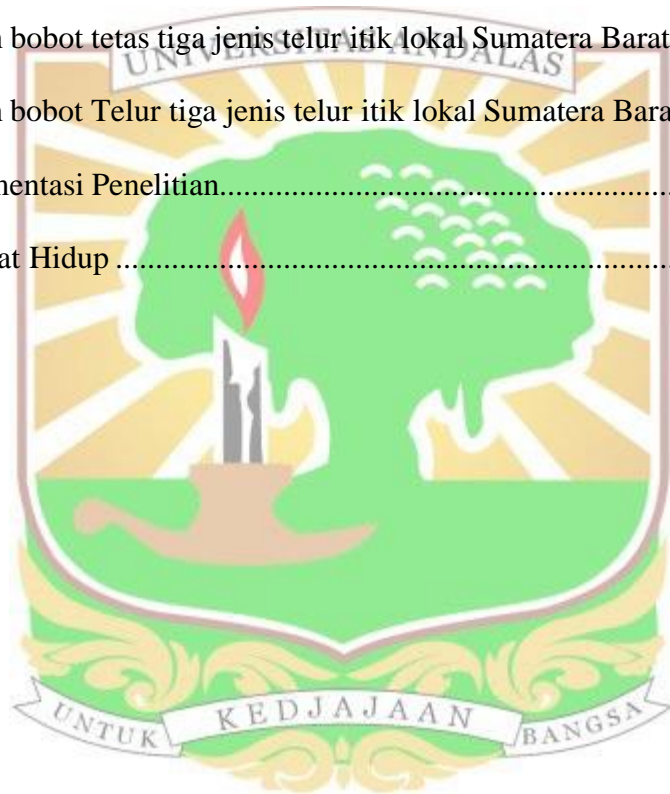 n bobot tetas tiga jenis telur itik lokal Sumatera Barat
UNIVERSITAS ANDALAS
n bobot Telur tiga jenis telur itik lokal Sumatera Bara
mentasi Penelitian..........................................................
at Hidup ........................................................................
UNTUK KEDJAJAAN BANGSA